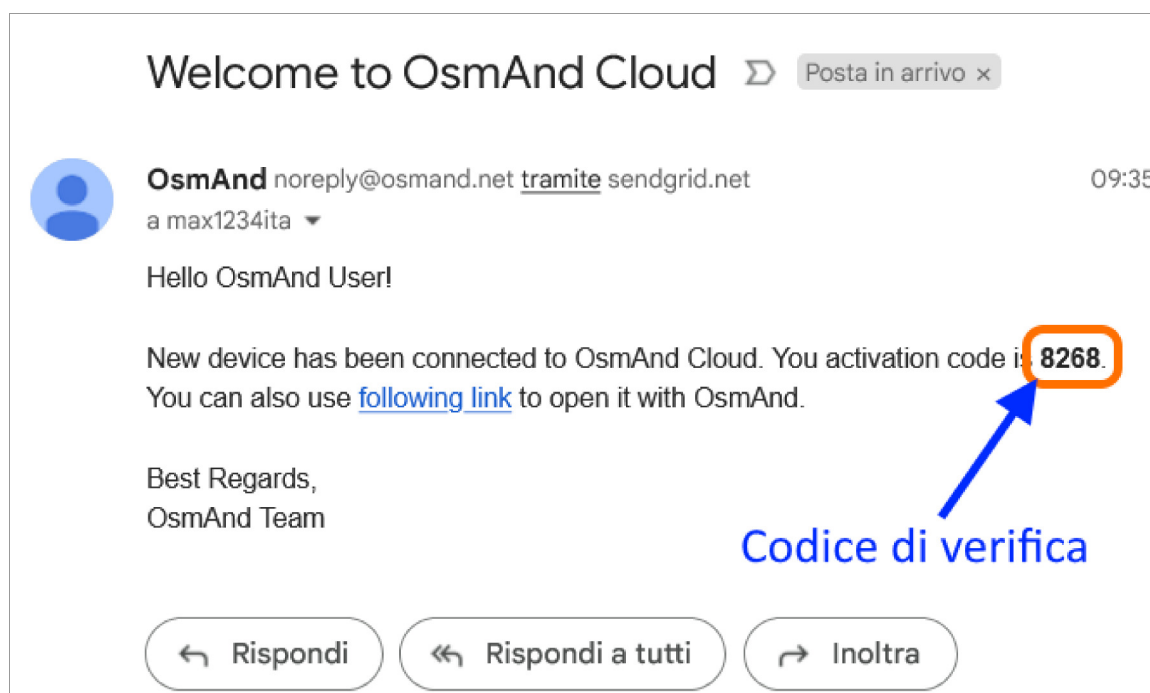 Welcome to OsmAnd Cloud Posta in arrivo ×
OsmAnd noreply@osmand.net tramite sendgrid.net 09:35
a max1234ita
Hello OsmAnd User!
New device has been connected to OsmAnd Cloud. You activation code is 8268.
You can also use following link to open it with OsmAnd.
Best Regards,
OsmAnd Team
Codice di verifica
Rispondi Rispondi a tutti Inoltra